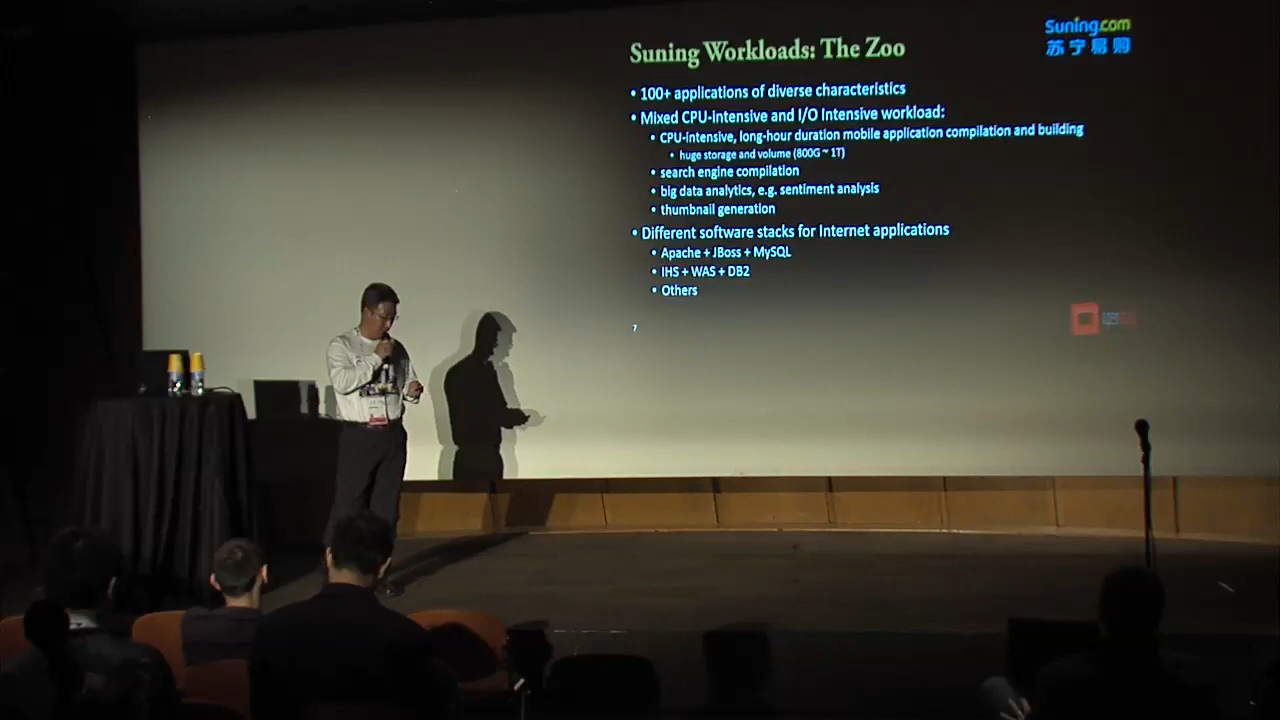 Suning.com
苏宁易购
Suning Workloads: The Zoo
• 100+ applications of diverse characteristics
• Mixed CPU-intensive and I/O Intensive workload:
• CPU-intensive, long-hour duration mobile application compilation and building
• huge storage and volume (800G ~ 1T)
• search engine compilation
• big data analytics, e.g. sentiment analysis
• thumbnail generation
• Different software stacks for Internet applications
• Apache + JBoss + MySQL
• IHS + WAS + DB2
• Others
7